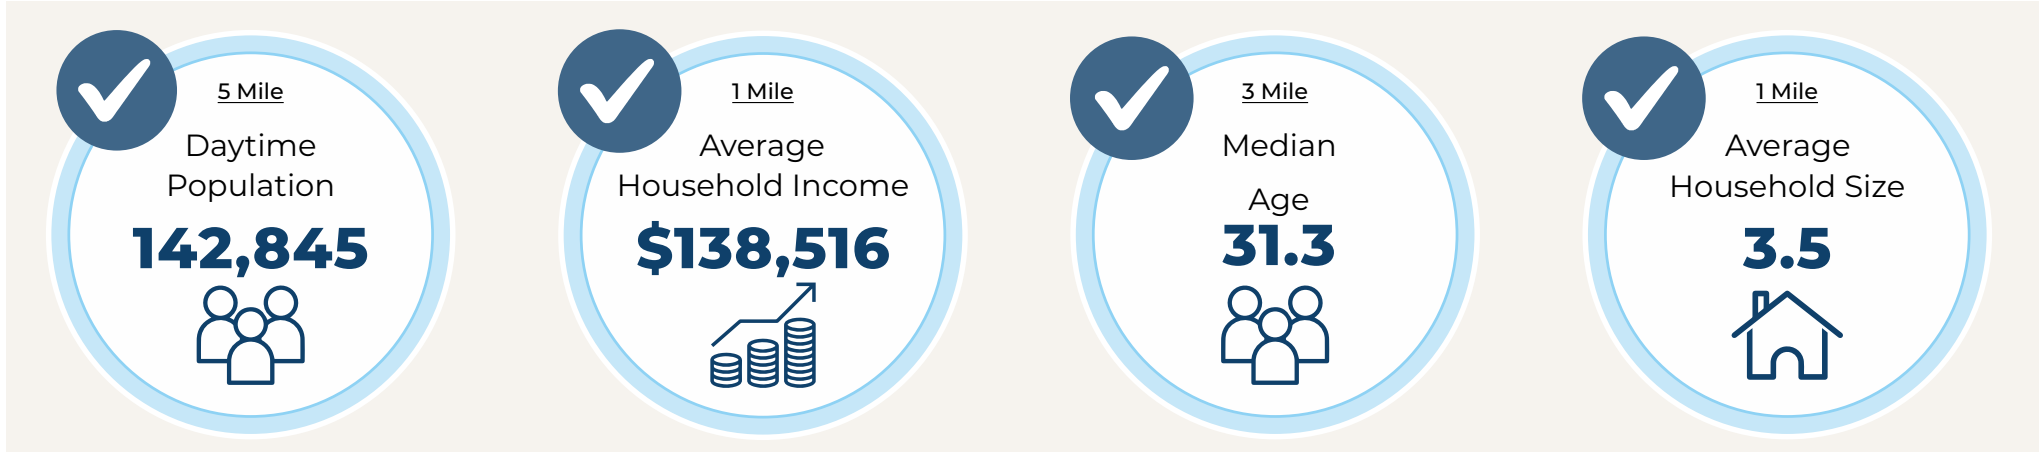 5 Mile
Daytime
Population
142,845
1 Mile
Average
Household Income
$138,516
3 Mile
Median
Age
31.3
1 Mile
Average
Household Size
3.5